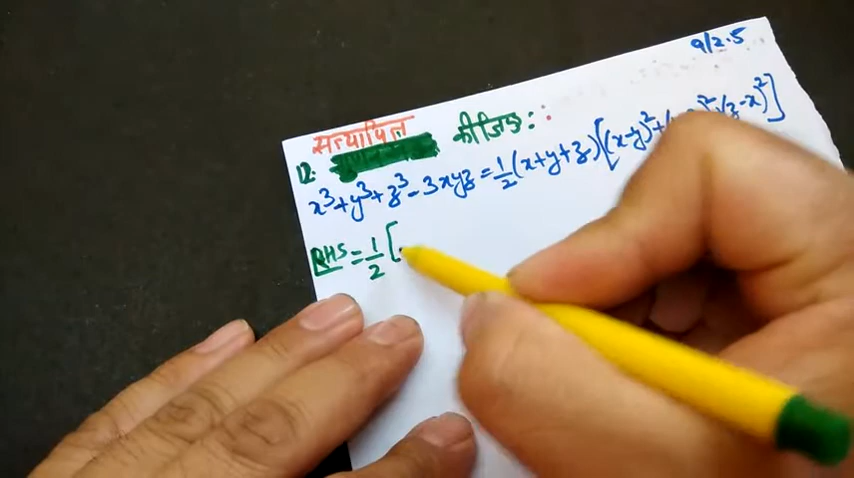 9/2.5
सत्यापित कीजिए :
12.
x³+y³+z³-3xyz=½(x+y+z)[(x-y)²+( )²+(z-x)²]
RHS = ½[